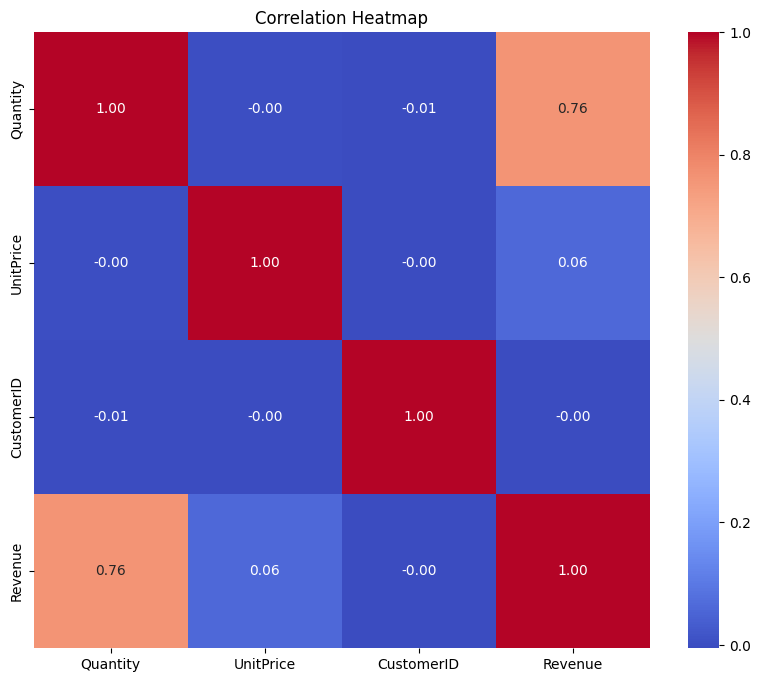 Correlation Heatmap
Quantity 1.00 -0.00 -0.01 0.76
UnitPrice -0.00 1.00 -0.00 0.06
CustomerID -0.01 -0.00 1.00 -0.00
Revenue 0.76 0.06 -0.00 1.00
Quantity UnitPrice CustomerID Revenue
1.0
0.8
0.6
0.4
0.2
0.0